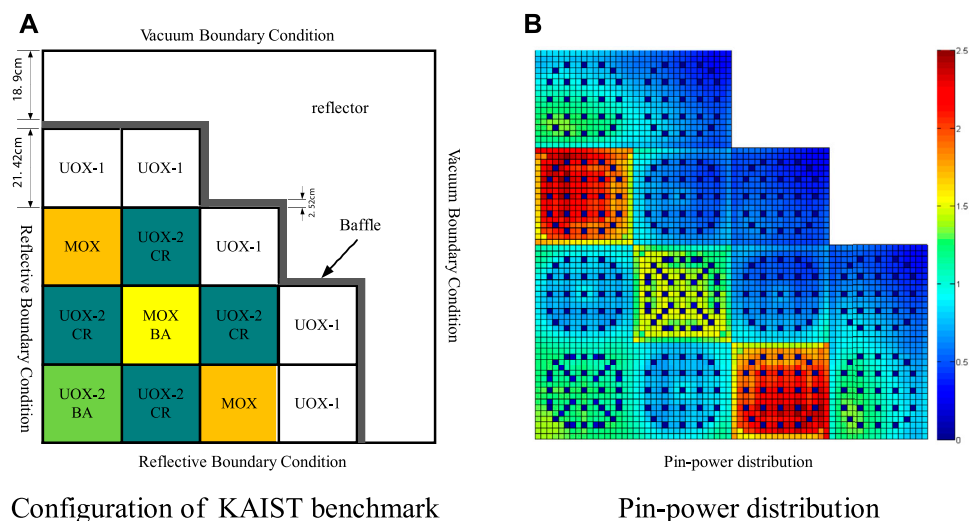 A
Vacuum Boundary Condition
18. 9cm
reflector
21. 42cm
UOX-1
UOX-1
2. 52cm
Baffle
MOX
UOX-2
CR
UOX-1
UOX-2
CR
MOX
BA
UOX-2
CR
UOX-1
UOX-2
BA
UOX-2
CR
MOX
UOX-1
Reflective Boundary Condition
Vacuum Boundary Condition
Reflective Boundary Condition
Configuration of KAIST benchmark
B
2.5
2
1.5
1
0.5
0
Pin-power distribution
Pin-power distribution